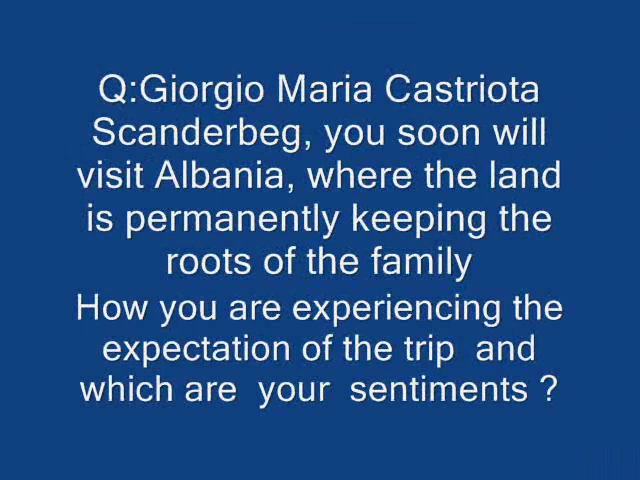 Q:Giorgio Maria Castriota
Scanderbeg, you soon will
visit Albania, where the land
is permanently keeping the
roots of the family
How you are experiencing the
expectation of the trip and
which are your sentiments ?